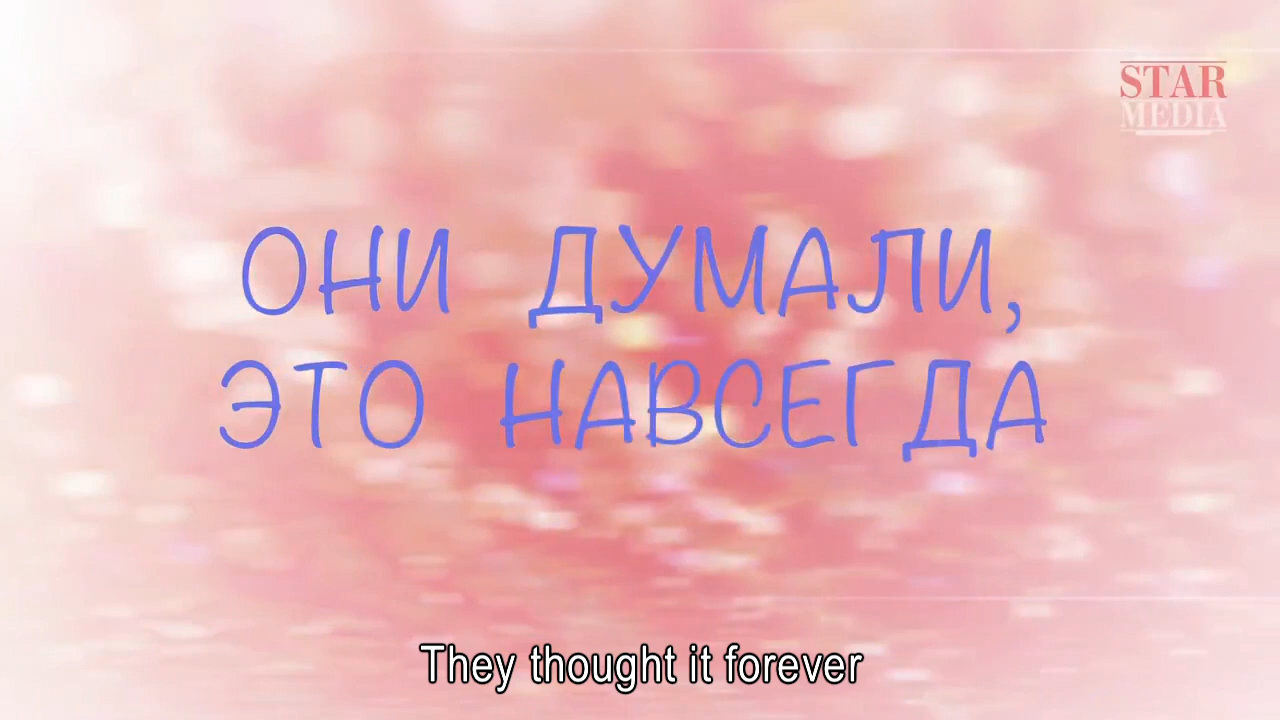 STAR
MEDIA
ОНИ ДУМАЛИ,
ЭТО НАВСЕГДА
They thought it forever